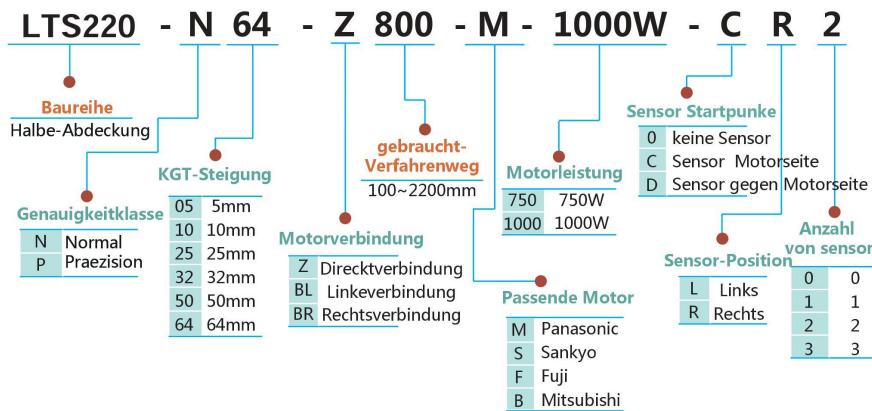 LTS220 - N 64 - Z 800 - M - 1000W - C R 2
Baureihe
Halbe-Abdeckung
Genauigkeitklasse
N Normal
P Praezision
KGT-Steigung
05 5mm
10 10mm
25 25mm
32 32mm
50 50mm
64 64mm
Motorverbindung
Z Direcktverbindung
BL Linkeverbindung
BR Rechtsverbindung
gebraucht-
Verfahrenweg
100~2200mm
Passende Motor
M Panasonic
S Sankyo
F Fuji
B Mitsubishi
Motorleistung
750 750W
1000 1000W
Sensor Startpunke
0 keine Sensor
C Sensor Motorseite
D Sensor gegen Motorseite
Sensor-Position
L Links
R Rechts
Anzahl
von sensor
0 0
1 1
2 2
3 3